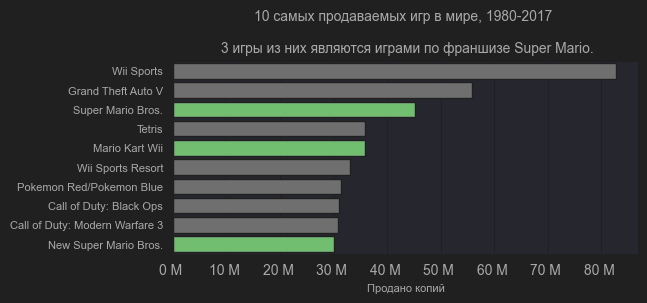 10 самых продаваемых игр в мире, 1980-2017
3 игры из них являются играми по франшизе Super Mario.
Wii Sports
Grand Theft Auto V
Super Mario Bros.
Tetris
Mario Kart Wii
Wii Sports Resort
Pokemon Red/Pokemon Blue
Call of Duty: Black Ops
Call of Duty: Modern Warfare 3
New Super Mario Bros.
0 M 10 M 20 M 30 M 40 M 50 M 60 M 70 M 80 M
Продано копий